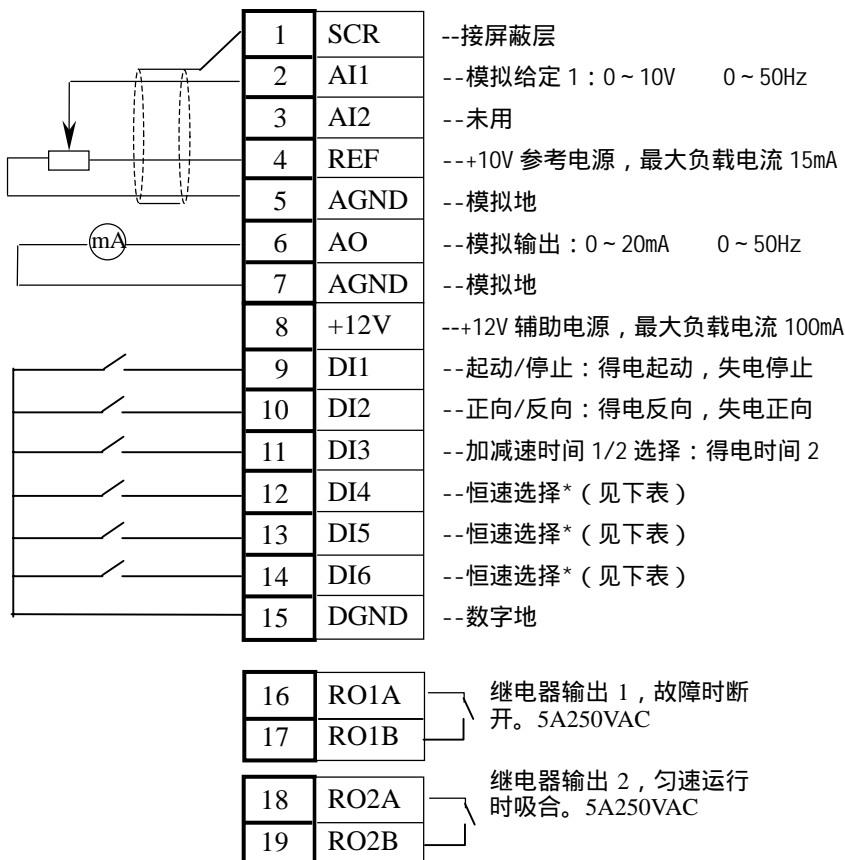 1 SCR --接屏蔽层
2 AI1 --模拟给定 1：0～10V 0～50Hz
3 AI2 --未用
4 REF --+10V 参考电源，最大负载电流 15mA
5 AGND --模拟地
mA 6 AO --模拟输出：0～20mA 0～50Hz
7 AGND --模拟地
8 +12V --+12V 辅助电源，最大负载电流 100mA
9 DI1 --起动/停止：得电起动，失电停止
10 DI2 --正向/反向：得电反向，失电正向
11 DI3 --加减速时间 1/2 选择：得电时间 2
12 DI4 --恒速选择*（见下表）
13 DI5 --恒速选择*（见下表）
14 DI6 --恒速选择*（见下表）
15 DGND --数字地
16 RO1A 继电器输出 1，故障时断
17 RO1B 开。5A250VAC
18 RO2A 继电器输出 2，匀速运行
19 RO2B 时吸合。5A250VAC